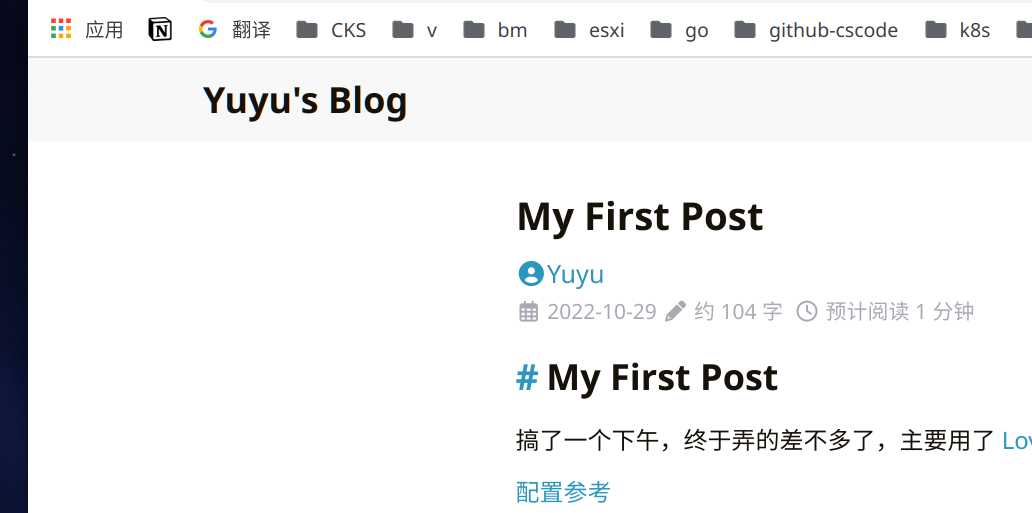 应用 翻译 CKS v bm esxi go github-cscode k8s
Yuyu's Blog
My First Post
Yuyu
2022-10-29 约 104 字 预计阅读 1 分钟
# My First Post
搞了一个下午，终于弄的差不多了，主要用了
配置参考